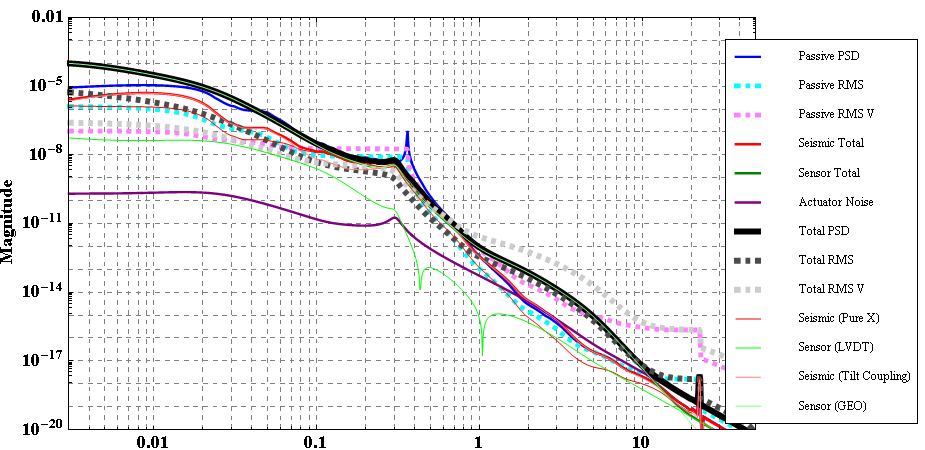 0.01
10−5
10−8
10−11
10−14
10−17
10−20
Magnitude
0.01
0.1
1
10
Passive PSD
Passive RMS
Passive RMS V
Seismic Total
Sensor Total
Actuator Noise
Total PSD
Total RMS
Total RMS V
Seismic (Pure X)
Sensor (LVDT)
Seismic (Tilt Coupling)
Sensor (GEO)